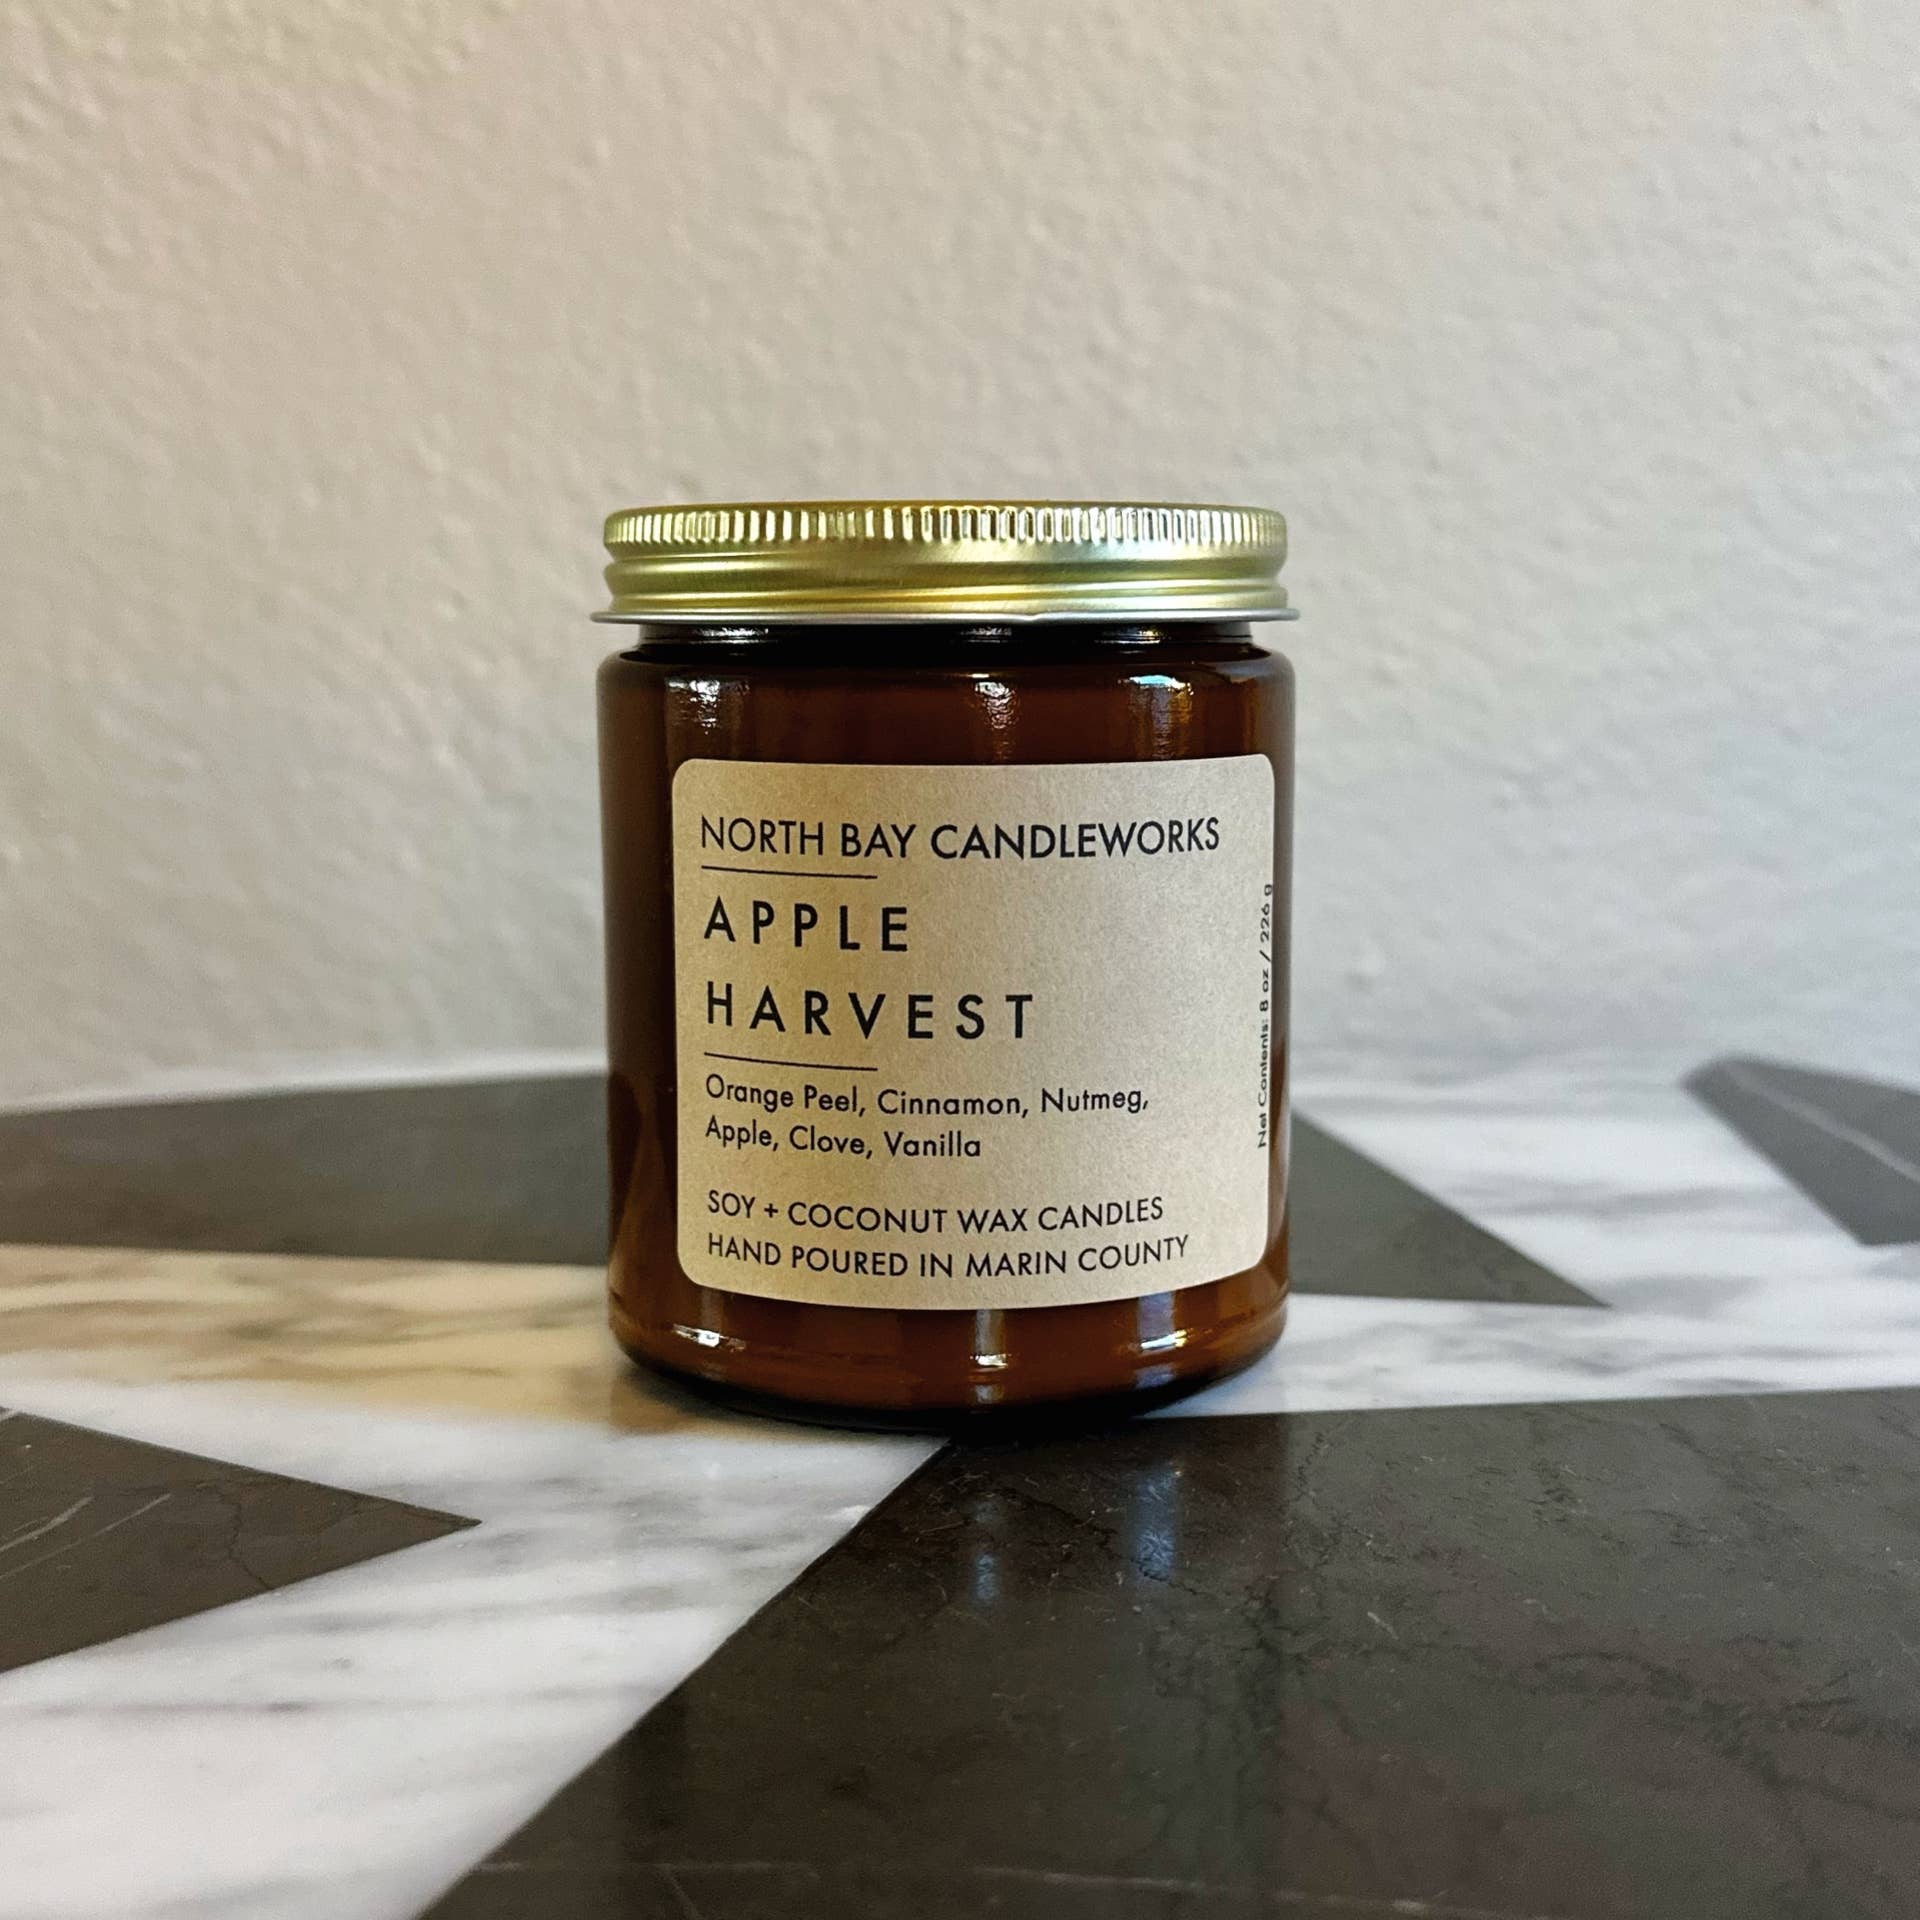 NORTH BAY CANDLEWORKS
APPLE
HARVEST
Orange Peel, Cinnamon, Nutmeg,
Apple, Clove, Vanilla
SOY + COCONUT WAX CANDLES
HAND POURED IN MARIN COUNTY
Net Contents: 8 oz / 226 g